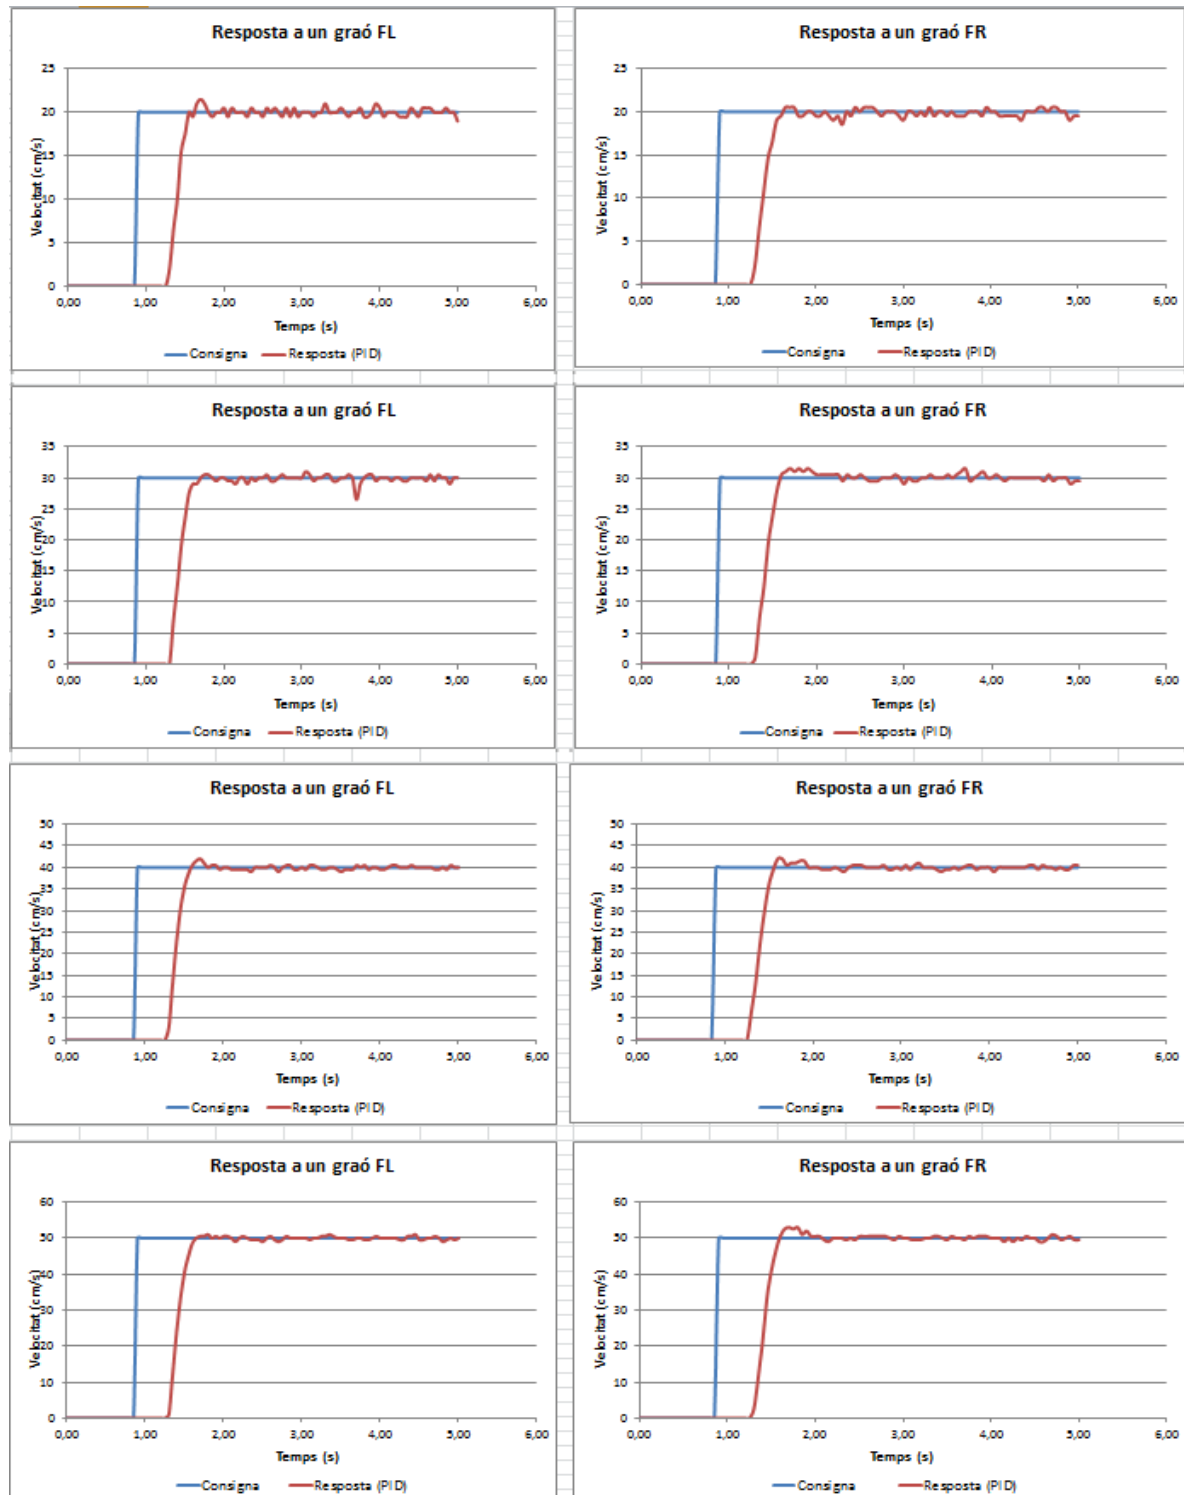 Resposta a un graó FL
Velocitat (cm/s)
25
20
15
10
5
0
0,00 1,00 2,00 3,00 4,00 5,00 6,00
Temps (s)
Consigna Resposta (PID)
Resposta a un graó FR
Velocitat (cm/s)
25
20
15
10
5
0
0,00 1,00 2,00 3,00 4,00 5,00 6,00
Temps (s)
Consigna Resposta (PID)
Resposta a un graó FL
Velocitat (cm/s)
35
30
25
20
15
10
5
0
0,00 1,00 2,00 3,00 4,00 5,00 6,00
Temps (s)
Consigna Resposta (PID)
Resposta a un graó FR
Velocitat (cm/s)
35
30
25
20
15
10
5
0
0,00 1,00 2,00 3,00 4,00 5,00 6,00
Temps (s)
Consigna Resposta (PID)
Resposta a un graó FL
Velocitat (cm/s)
50
45
40
35
30
25
20
15
10
5
0
0,00 1,00 2,00 3,00 4,00 5,00 6,00
Temps (s)
Consigna Resposta (PID)
Resposta a un graó FR
Velocitat (cm/s)
50
45
40
35
30
25
20
15
10
5
0
0,00 1,00 2,00 3,00 4,00 5,00 6,00
Temps (s)
Consigna Resposta (PID)
Resposta a un graó FL
Velocitat (cm/s)
60
50
40
30
20
10
0
0,00 1,00 2,00 3,00 4,00 5,00 6,00
Temps (s)
Consigna Resposta (PID)
Resposta a un graó FR
Velocitat (cm/s)
60
50
40
30
20
10
0
0,00 1,00 2,00 3,00 4,00 5,00 6,00
Temps (s)
Consigna Resposta (PID)